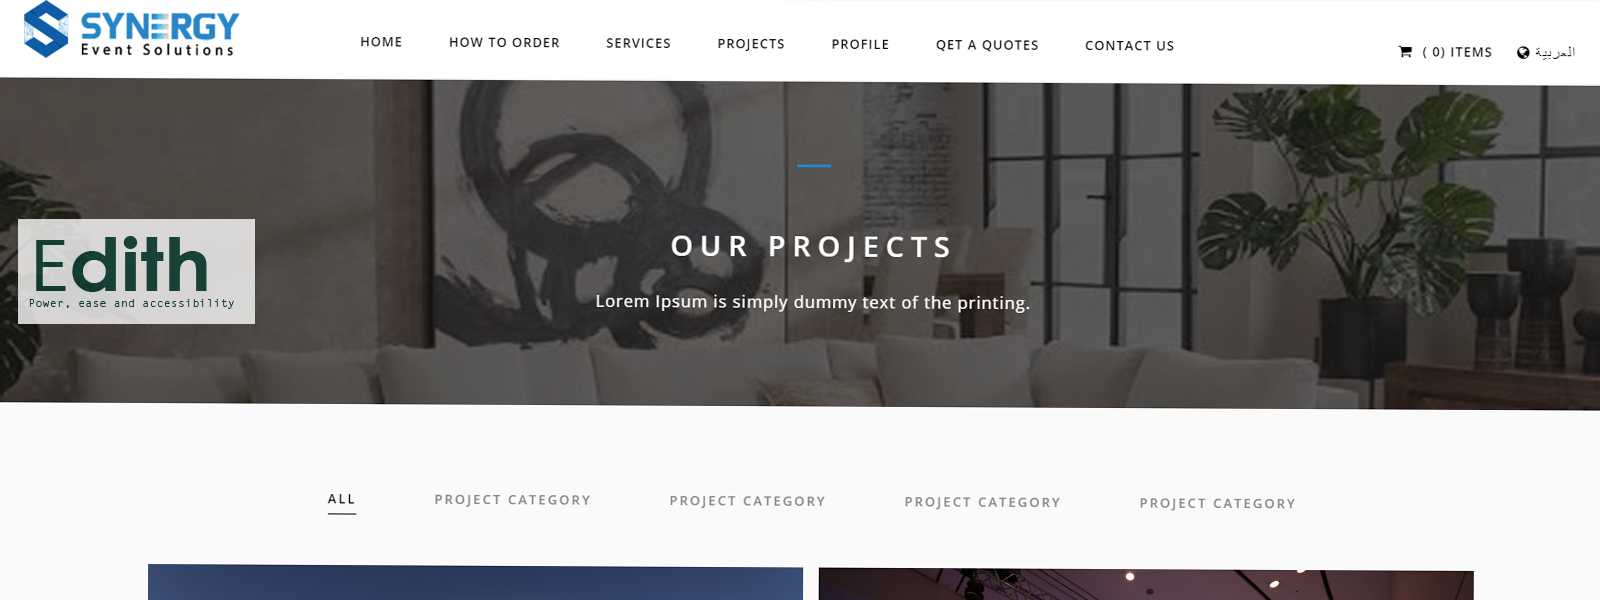 SYNERGY
Event Solutions
HOME HOW TO ORDER SERVICES PROJECTS PROFILE QET A QUOTES CONTACT US
( 0) ITEMS العربية
OUR PROJECTS
Lorem Ipsum is simply dummy text of the printing.
Edith
Power, ease and accessibility
ALL PROJECT CATEGORY PROJECT CATEGORY PROJECT CATEGORY PROJECT CATEGORY